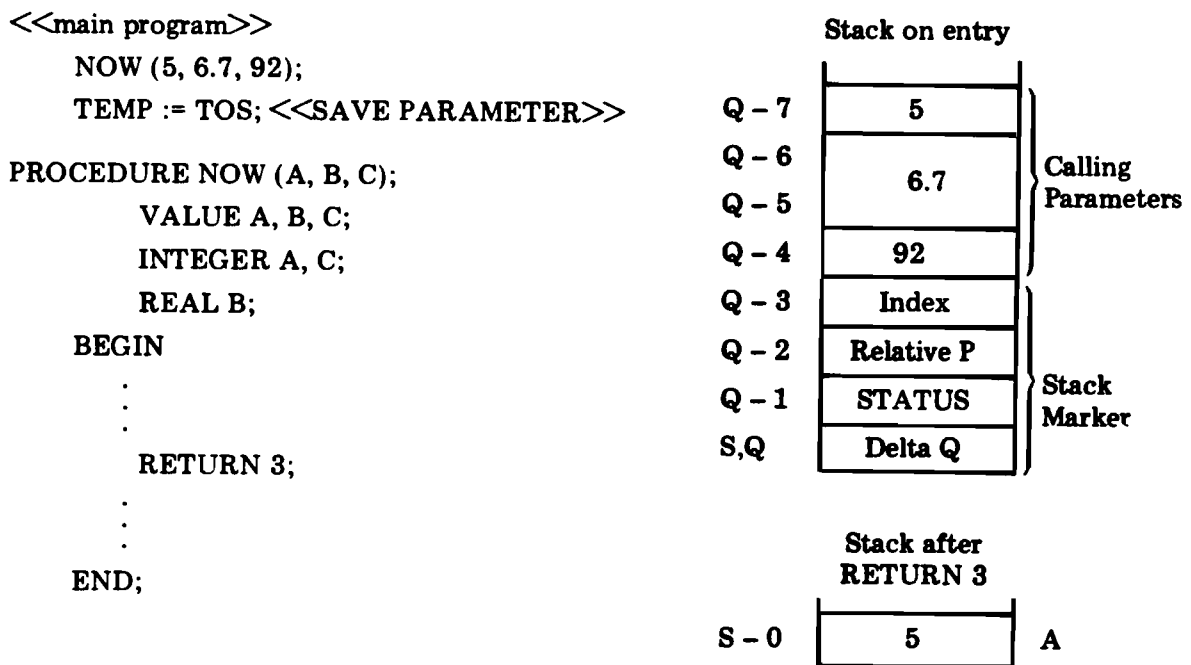 <<main program>>
NOW (5, 6.7, 92);
TEMP := TOS; <<SAVE PARAMETER>>
PROCEDURE NOW (A, B, C);
VALUE A, B, C;
INTEGER A, C;
REAL B;
BEGIN
.
.
.
RETURN 3;
.
.
.
END;
Stack on entry
Q – 7 5
Q – 6
6.7
Q – 5
Q – 4 92
Calling
Parameters
Q – 3 Index
Q – 2 Relative P
Q – 1 STATUS
S,Q Delta Q
Stack
Marker
Stack after
RETURN 3
S – 0 5 A